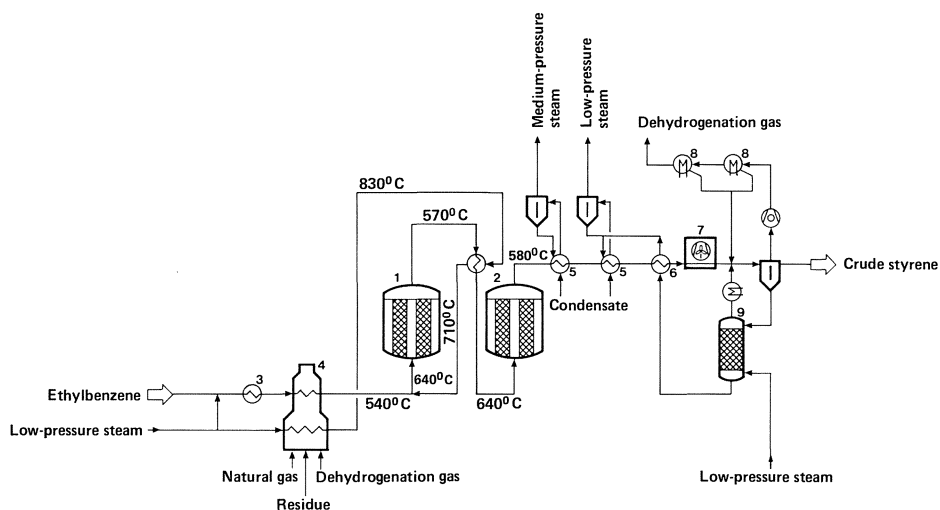 Medium-pressure
steam
Low-pressure
steam
Dehydrogenation gas
8
8
830⁰ C
570⁰ C
7
1
710⁰C
2
580⁰C
5
5
6
Crude styrene
Condensate
9
3
4
640⁰C
Ethylbenzene
540⁰C
640⁰C
Low-pressure steam
Natural gas
Dehydrogenation gas
Residue
Low-pressure steam